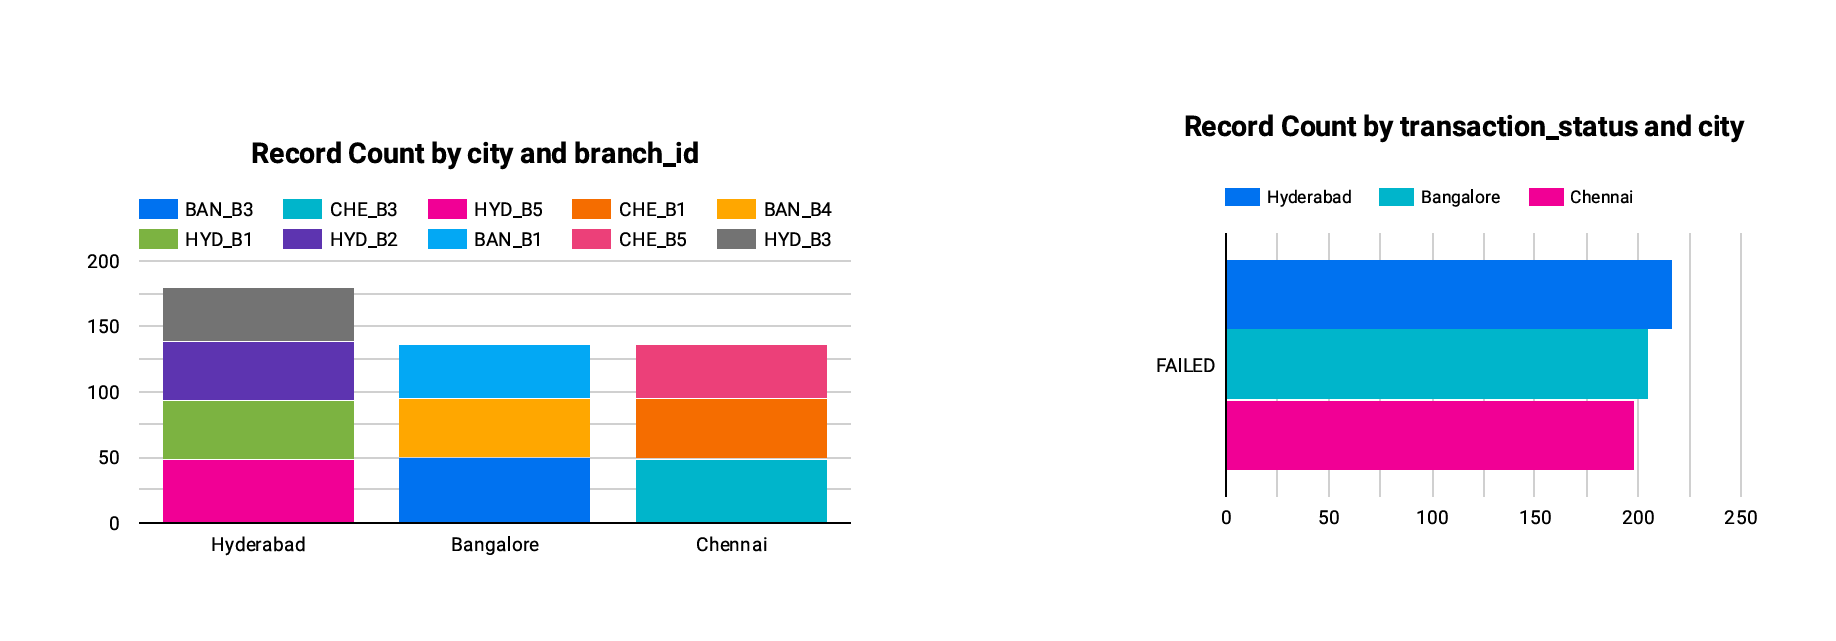 Record Count by city and branch_id
BAN_B3 CHE_B3 HYD_B5 CHE_B1 BAN_B4
HYD_B1 HYD_B2 BAN_B1 CHE_B5 HYD_B3
200
150
100
50
0
Hyderabad Bangalore Chennai
Record Count by transaction_status and city
Hyderabad Bangalore Chennai
FAILED
0 50 100 150 200 250